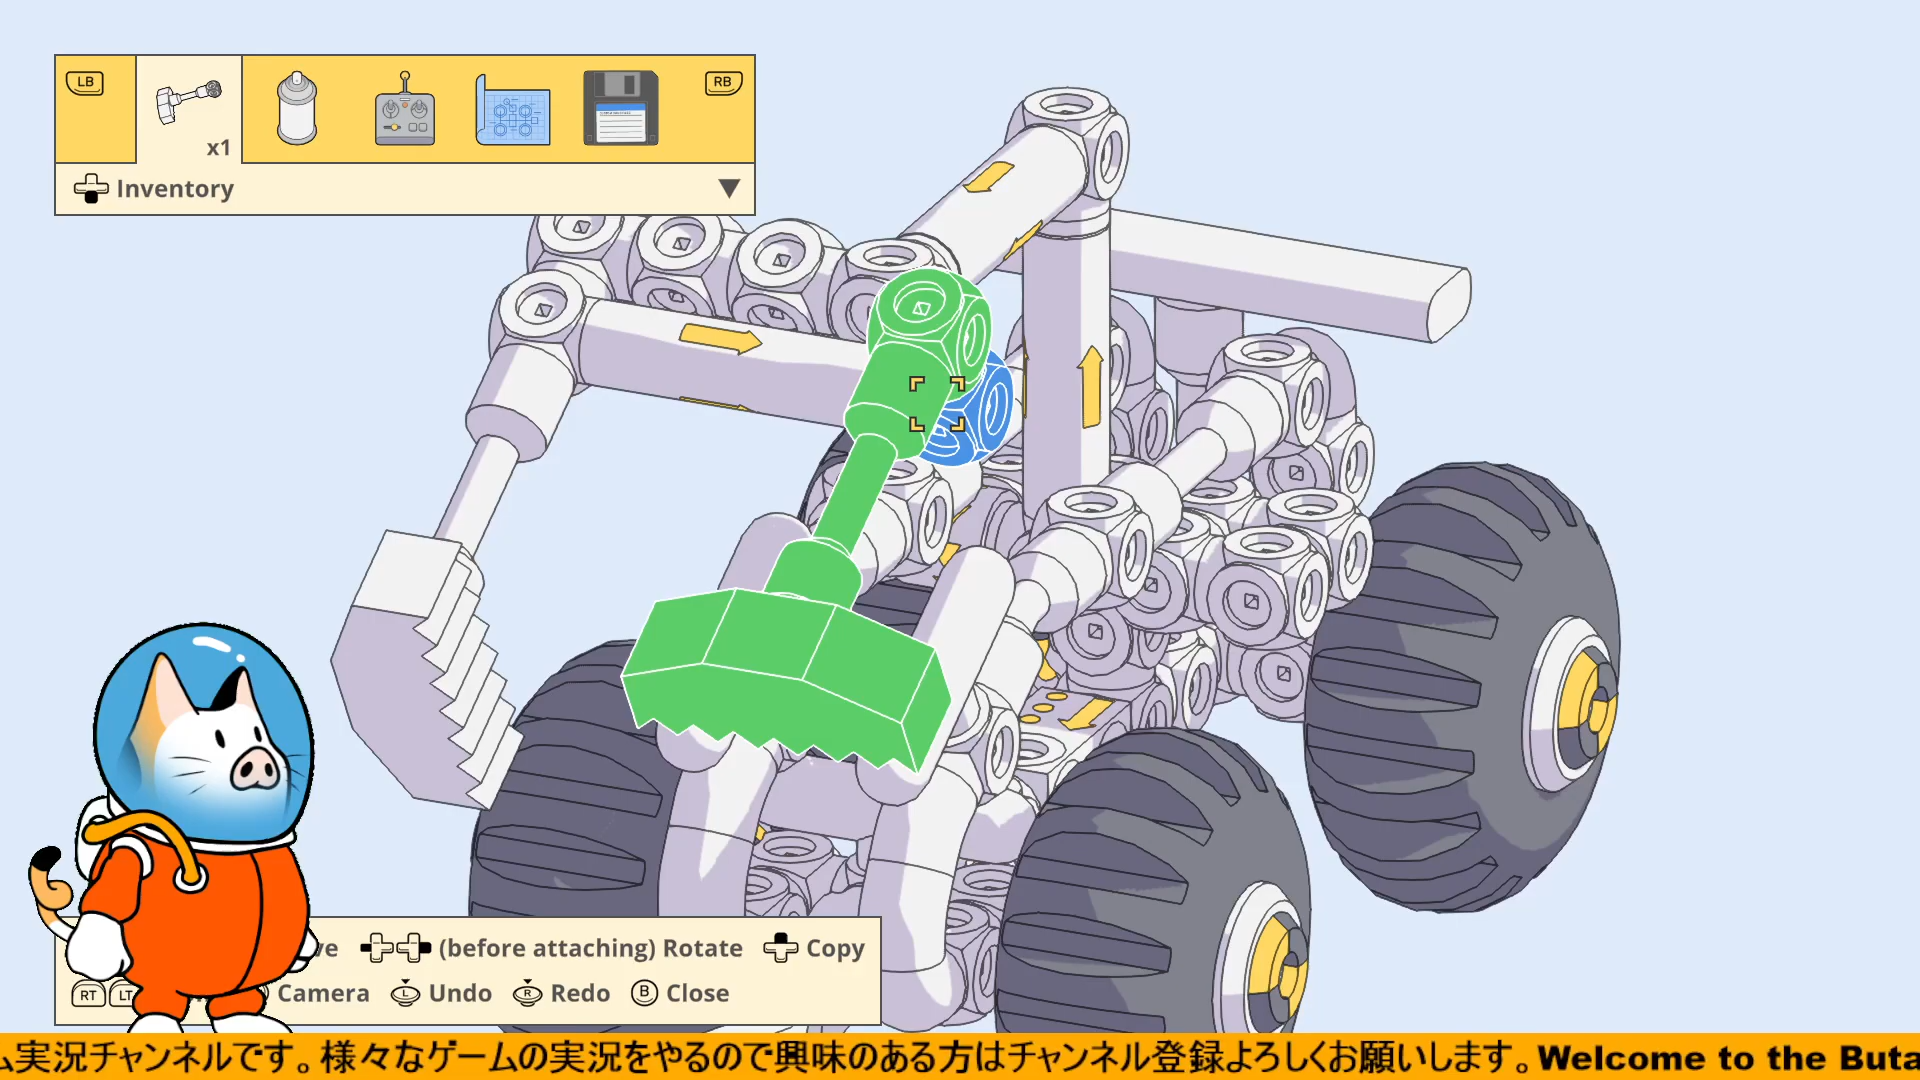 LB
RB
x1
Inventory
ve (before attaching) Rotate Copy
RT LT Camera L Undo R Redo B Close
ム実況チャンネルです。様々なゲームの実況をやるので興味のある方はチャンネル登録よろしくお願いします。Welcome to the Buta